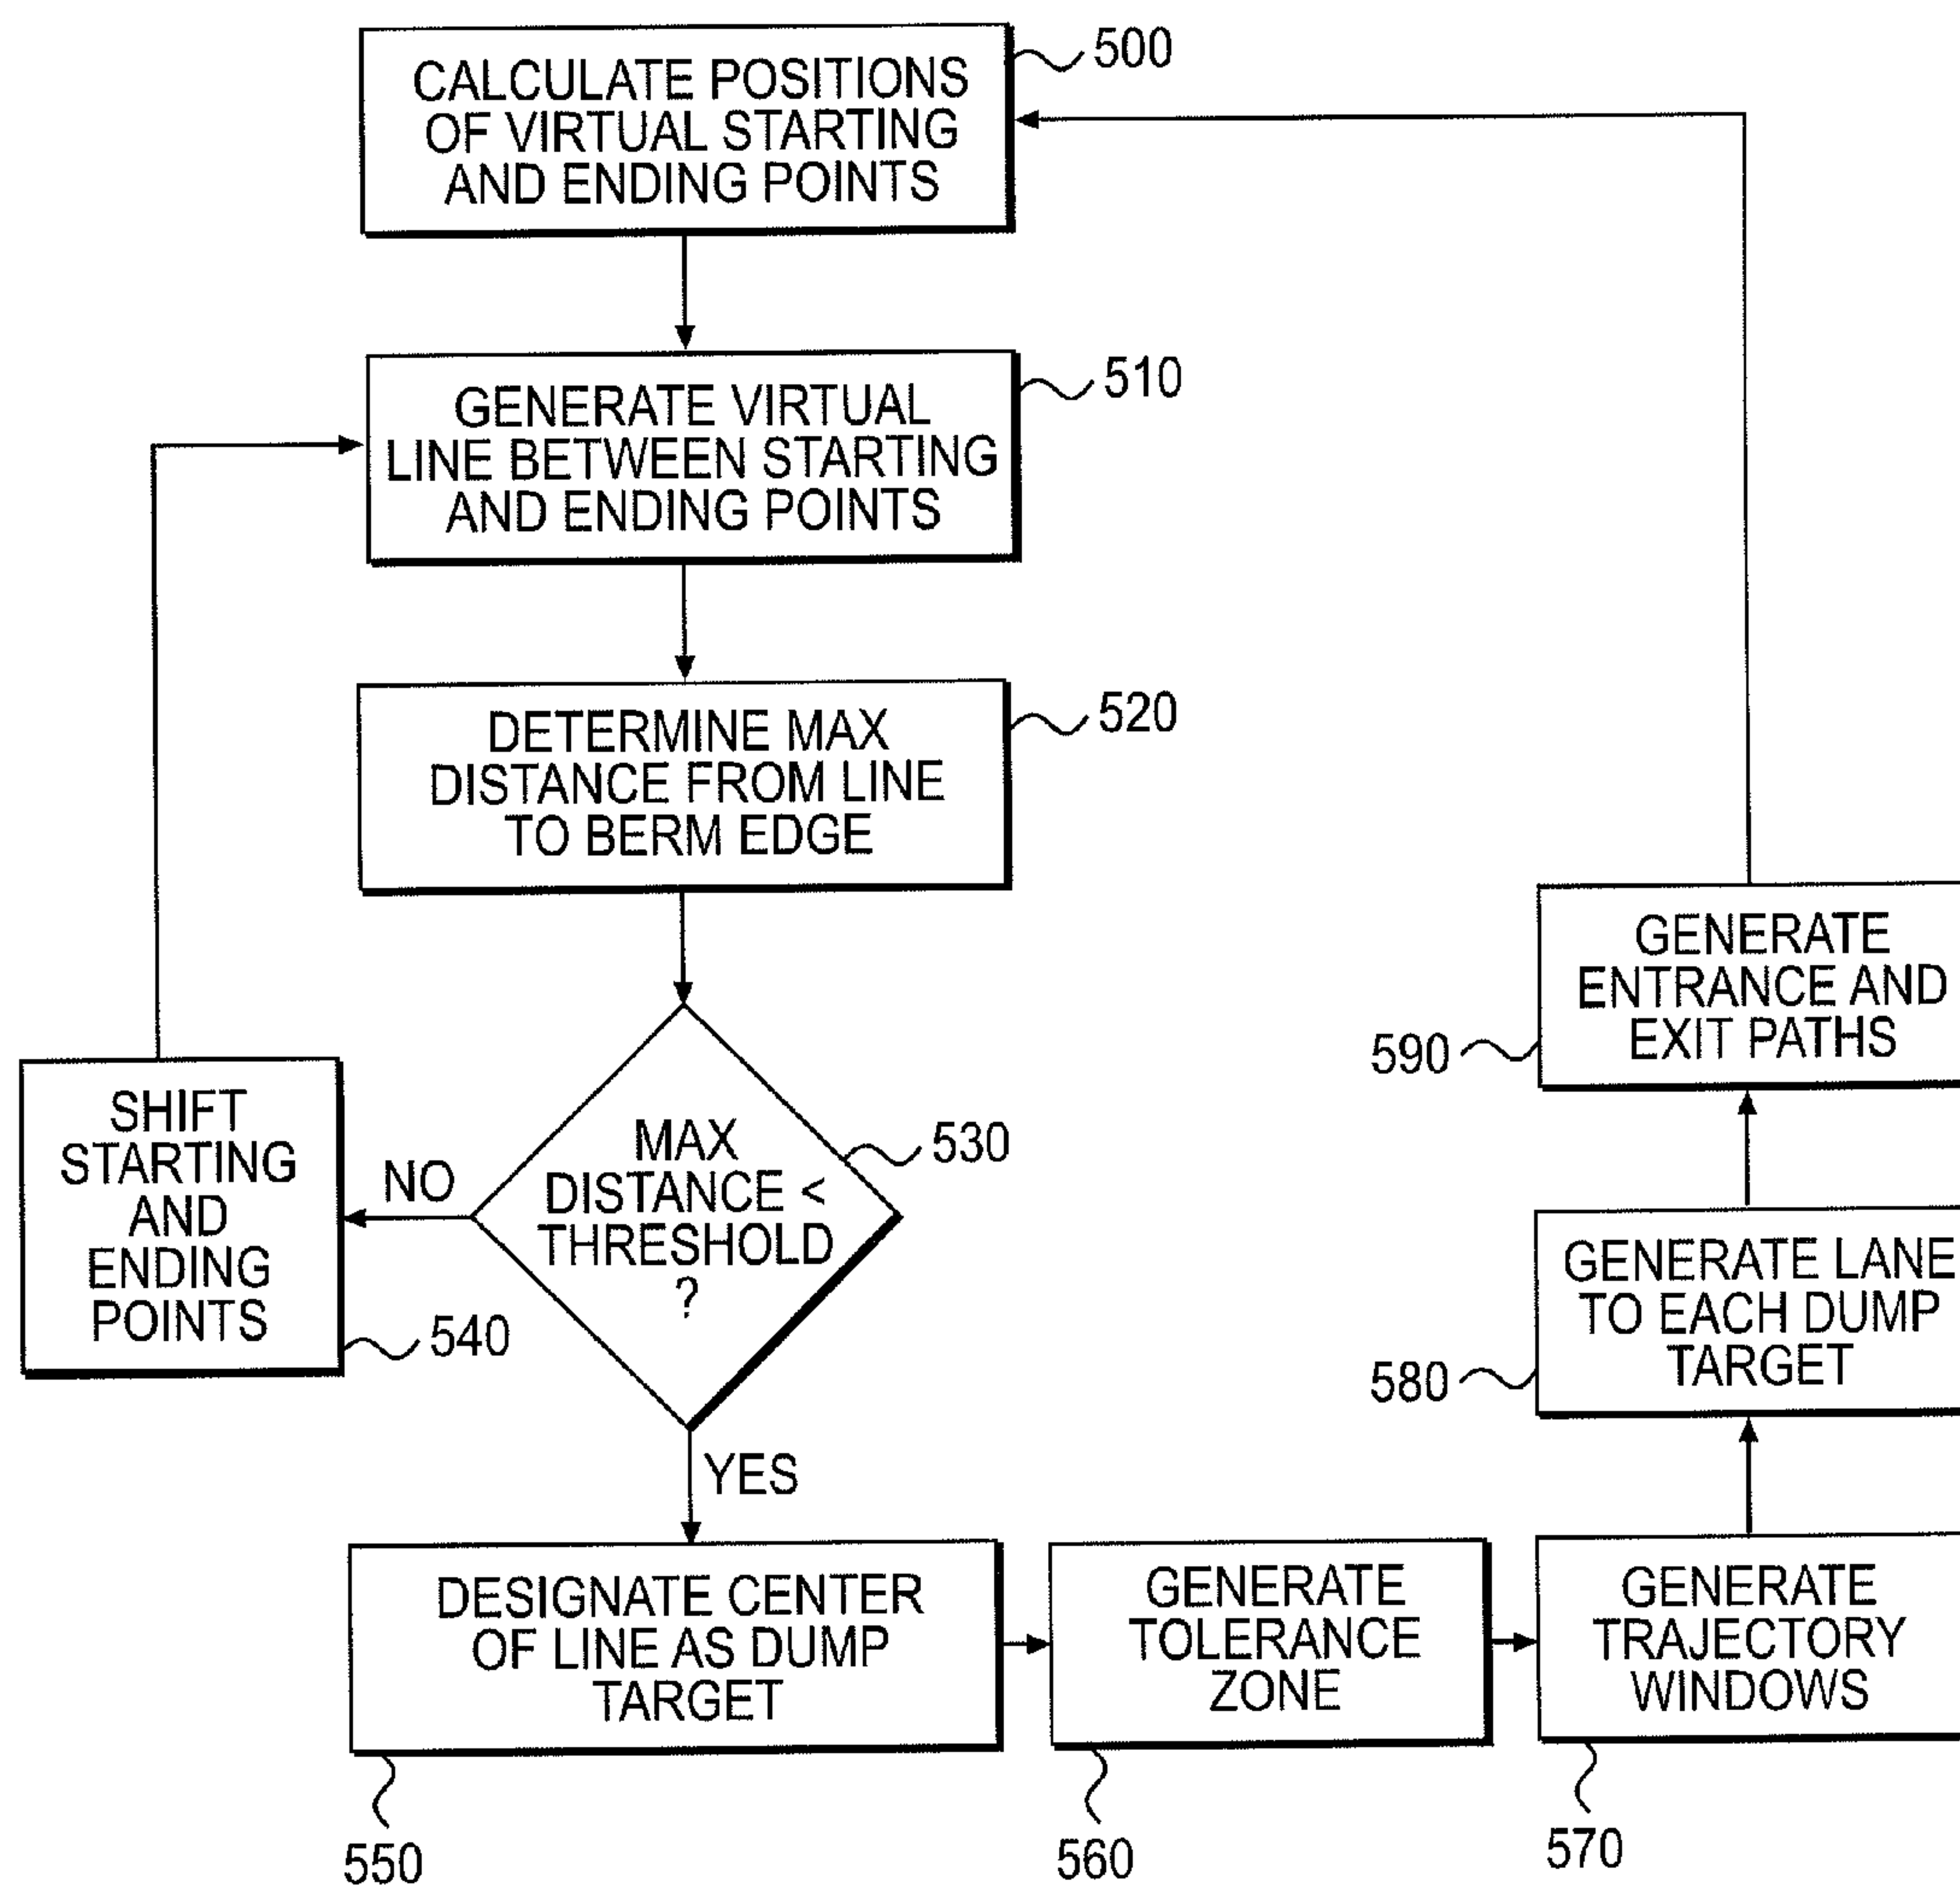 CALCULATE POSITIONS
OF VIRTUAL STARTING
AND ENDING POINTS
500
GENERATE VIRTUAL
LINE BETWEEN STARTING
AND ENDING POINTS
510
DETERMINE MAX
DISTANCE FROM LINE
TO BERM EDGE
520
MAX
DISTANCE <
THRESHOLD
?
530
NO
SHIFT
STARTING
AND
ENDING
POINTS
540
YES
DESIGNATE CENTER
OF LINE AS DUMP
TARGET
550
GENERATE
TOLERANCE
ZONE
560
GENERATE
TRAJECTORY
WINDOWS
570
GENERATE LANE
TO EACH DUMP
TARGET
580
GENERATE
ENTRANCE AND
EXIT PATHS
590